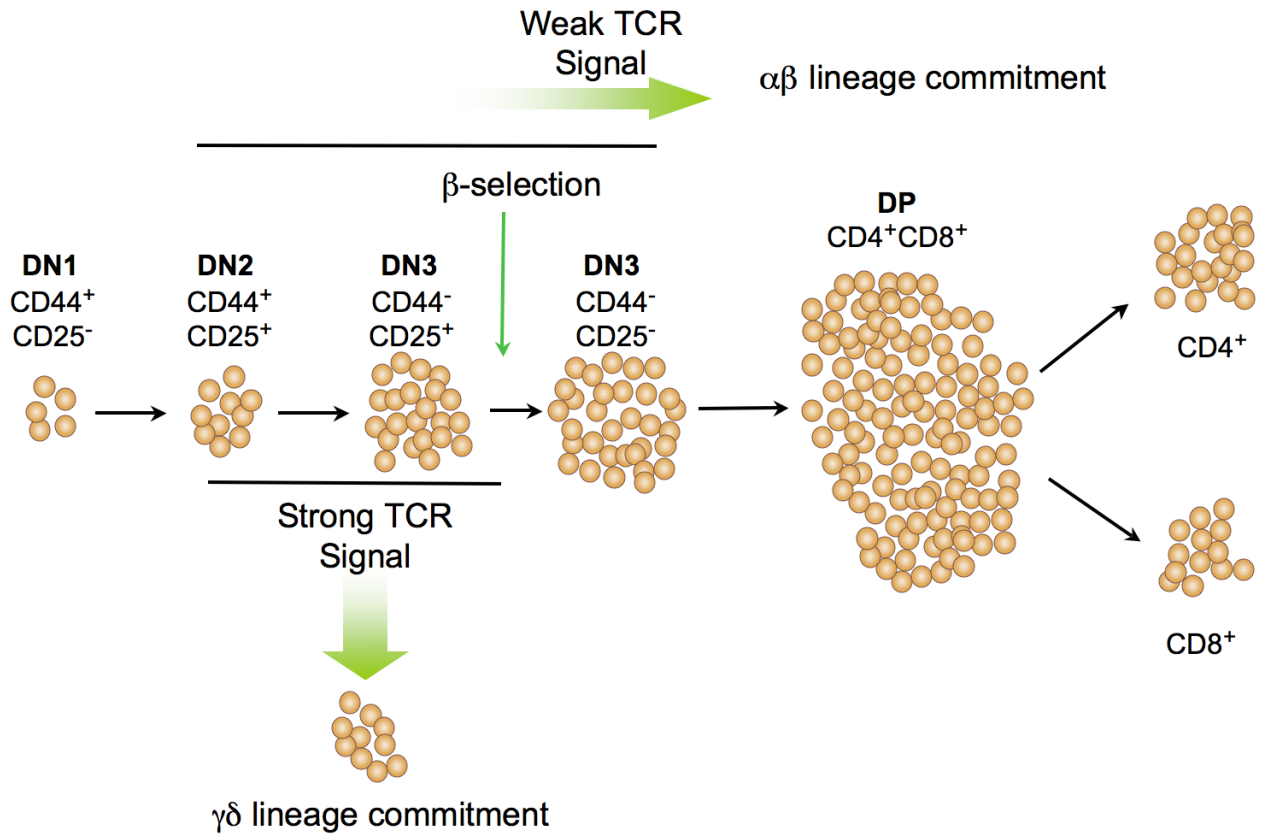 Weak TCR
Signal
αβ lineage commitment
β-selection
DN1
CD44⁺
CD25⁻
DN2
CD44⁺
CD25⁺
DN3
CD44⁻
CD25⁺
DN3
CD44⁻
CD25⁻
DP
CD4⁺CD8⁺
CD4⁺
CD8⁺
Strong TCR
Signal
γδ lineage commitment